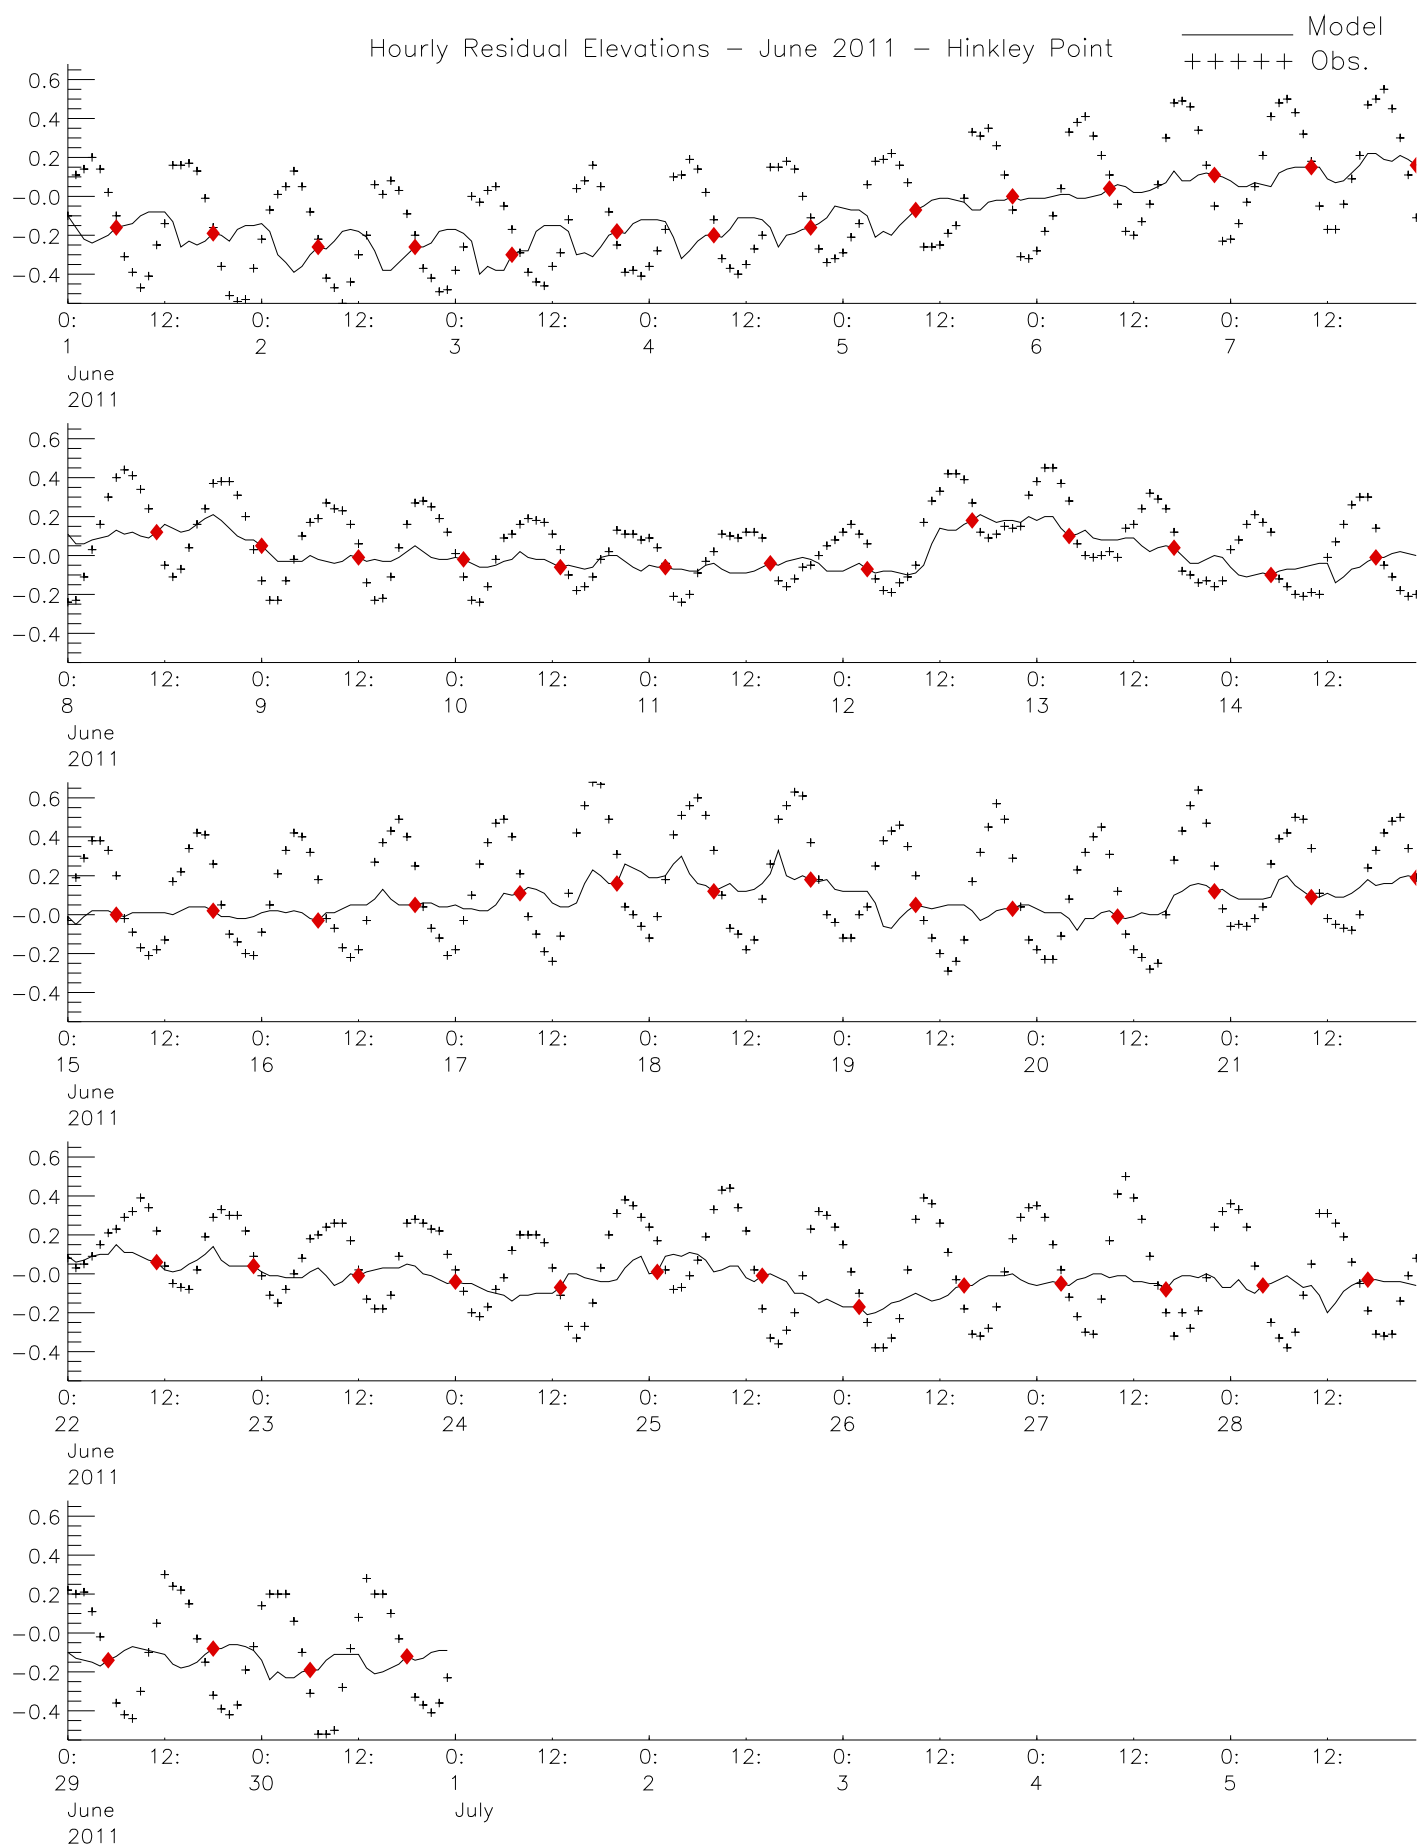 Hourly Residual Elevations − June 2011 − Hinkley Point
Model
+++++ Obs.
0.6
0.4
0.2
−0.0
−0.2
−0.4
0: 12: 0: 12: 0: 12: 0: 12: 0: 12: 0: 12: 0: 12:
1 2 3 4 5 6 7
June
2011
0.6
0.4
0.2
−0.0
−0.2
−0.4
0: 12: 0: 12: 0: 12: 0: 12: 0: 12: 0: 12: 0: 12:
8 9 10 11 12 13 14
June
2011
0.6
0.4
0.2
−0.0
−0.2
−0.4
0: 12: 0: 12: 0: 12: 0: 12: 0: 12: 0: 12: 0: 12:
15 16 17 18 19 20 21
June
2011
0.6
0.4
0.2
−0.0
−0.2
−0.4
0: 12: 0: 12: 0: 12: 0: 12: 0: 12: 0: 12: 0: 12:
22 23 24 25 26 27 28
June
2011
0.6
0.4
0.2
−0.0
−0.2
−0.4
0: 12: 0: 12: 0: 12: 0: 12: 0: 12: 0: 12: 0: 12:
29 30 1 2 3 4 5
June July
2011